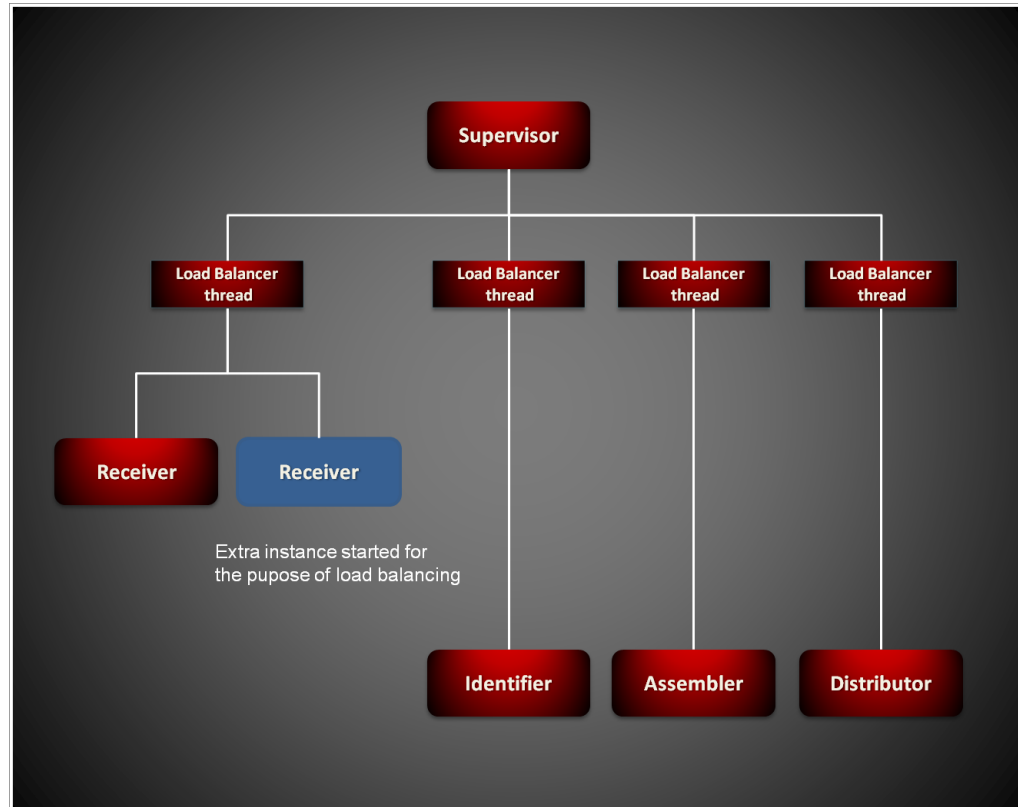 Supervisor
Load Balancer
thread
Load Balancer
thread
Load Balancer
thread
Load Balancer
thread
Receiver
Receiver
Extra instance started for
the pupose of load balancing
Identifier
Assembler
Distributor